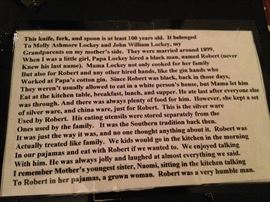 This knife, fork, and spoon is at least 100 years old. It belonged
To Molly Ashmore Lockey and John William Lockey, my
Grandparents on my mother's side. They were married around 1899.
When I was a little girl, Papa Lockey hired a black man, named Robert (never
Knew his last name). Mama Lockey not only cooked for her family
But also for Robert and any other hired hands, like the gin hands who
Worked at Papa's cotton gin. Since Robert was black, back in those days,
They weren't usually allowed to eat in a white person's house, but Mama let him
Eat at the kitchen table, breakfast, lunch, and supper. He ate last after everyone else
was through. And there was always plenty of food for him. However, she kept a set
of silver ware, and china ware, just for Robert. This is the silver ware
Used by Robert. His eating utensils were stored separately from the
Ones used by the family. It was the Southern tradition back then.
It was just the way it was, and no one thought anything about it. Robert was
Actually treated like family. We kids would go in the kitchen in the morning
In our pajamas and eat with Robert if we wanted to. We enjoyed talking
With him. He was always jolly and laughed at almost everything we said.
I remember Mother's youngest sister, Naomi, sitting in the kitchen talking
To Robert in her pajamas, a grown woman. Robert was a very humble man.